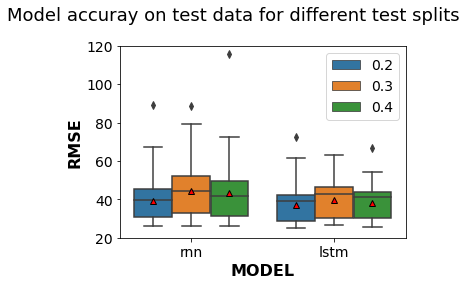 Model accuray on test data for different test splits
120
100
80
60
40
20
RMSE
0.2
0.3
0.4
rnn
lstm
MODEL